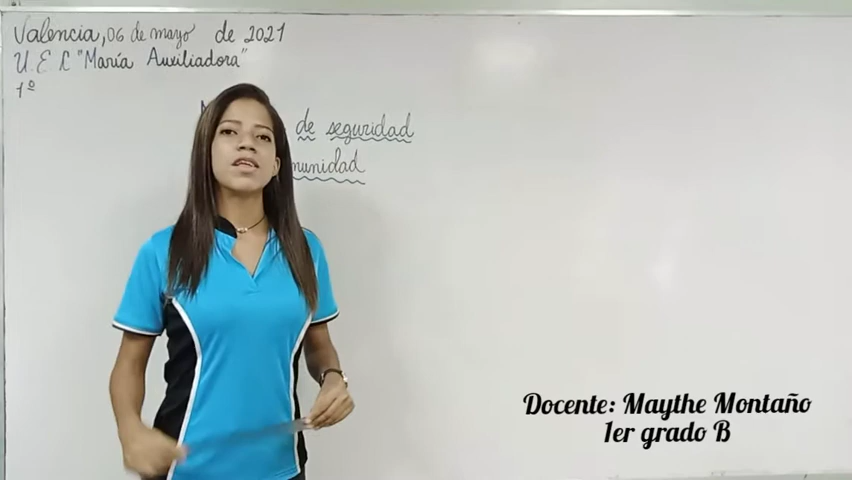 Valencia, 06 de mayo de 2021
U.E.C "María Auxiliadora"
1º
de seguridad
munidad
Docente: Maythe Montaño
1er grado B